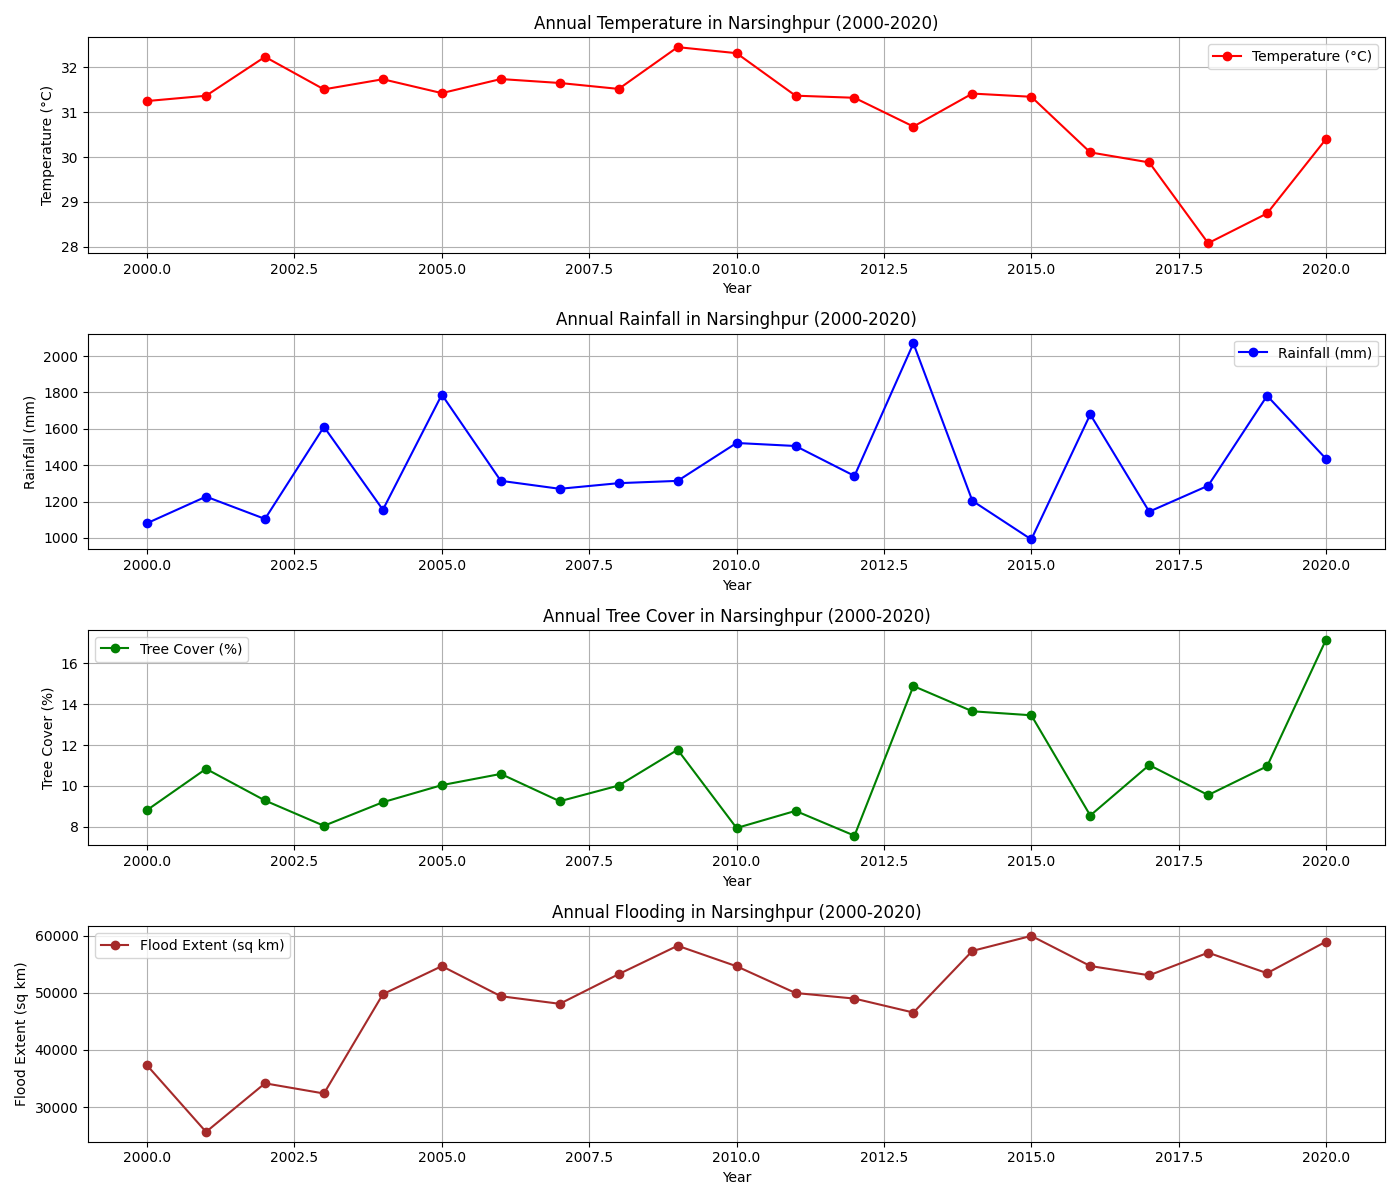 Annual Temperature in Narsinghpur (2000-2020)
Temperature (°C)
Temperature (°C)
32
31
30
29
28
2000.0 2002.5 2005.0 2007.5 2010.0 2012.5 2015.0 2017.5 2020.0
Year
Annual Rainfall in Narsinghpur (2000-2020)
Rainfall (mm)
Rainfall (mm)
2000
1800
1600
1400
1200
1000
2000.0 2002.5 2005.0 2007.5 2010.0 2012.5 2015.0 2017.5 2020.0
Year
Annual Tree Cover in Narsinghpur (2000-2020)
Tree Cover (%)
Tree Cover (%)
16
14
12
10
8
2000.0 2002.5 2005.0 2007.5 2010.0 2012.5 2015.0 2017.5 2020.0
Year
Annual Flooding in Narsinghpur (2000-2020)
Flood Extent (sq km)
Flood Extent (sq km)
60000
50000
40000
30000
2000.0 2002.5 2005.0 2007.5 2010.0 2012.5 2015.0 2017.5 2020.0
Year